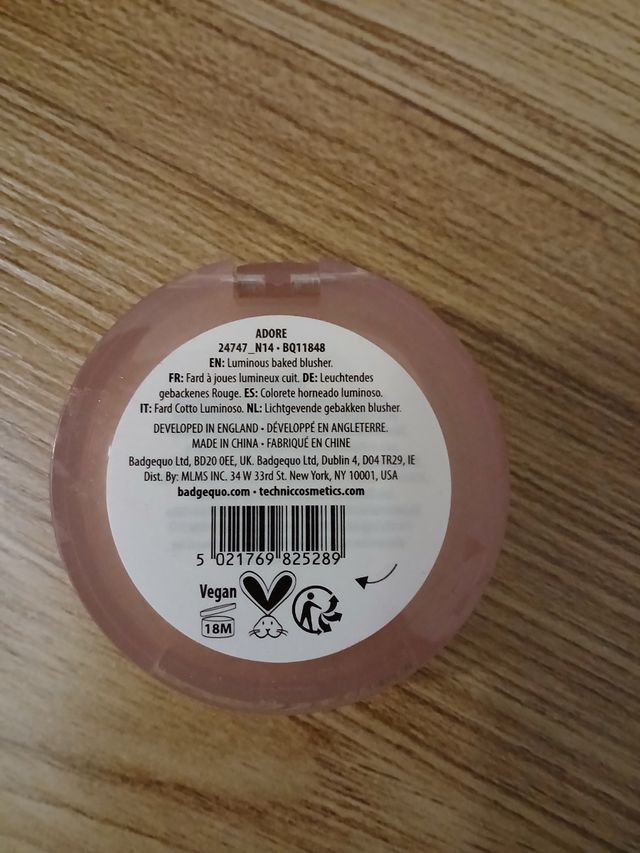 ADORE
24747_N14 • BQ11848
EN: Luminous baked blusher.
FR: Fard à joues lumineux cuit. DE: Leuchtendes
gebackenes Rouge. ES: Colorete horneado luminoso.
IT: Fard Cotto Luminoso. NL: Lichtgevende gebakken blusher.
DEVELOPED IN ENGLAND • DÉVELOPPÉ EN ANGLETERRE.
MADE IN CHINA • FABRIQUÉ EN CHINE
Badgequo Ltd, BD20 0EE, UK. Badgequo Ltd, Dublin 4, D04 TR29, IE
Dist. By: MLMS INC. 34 W 33rd St. New York, NY 10001, USA
badgequo.com • techniccosmetics.com
5 021769 825289
Vegan
18M